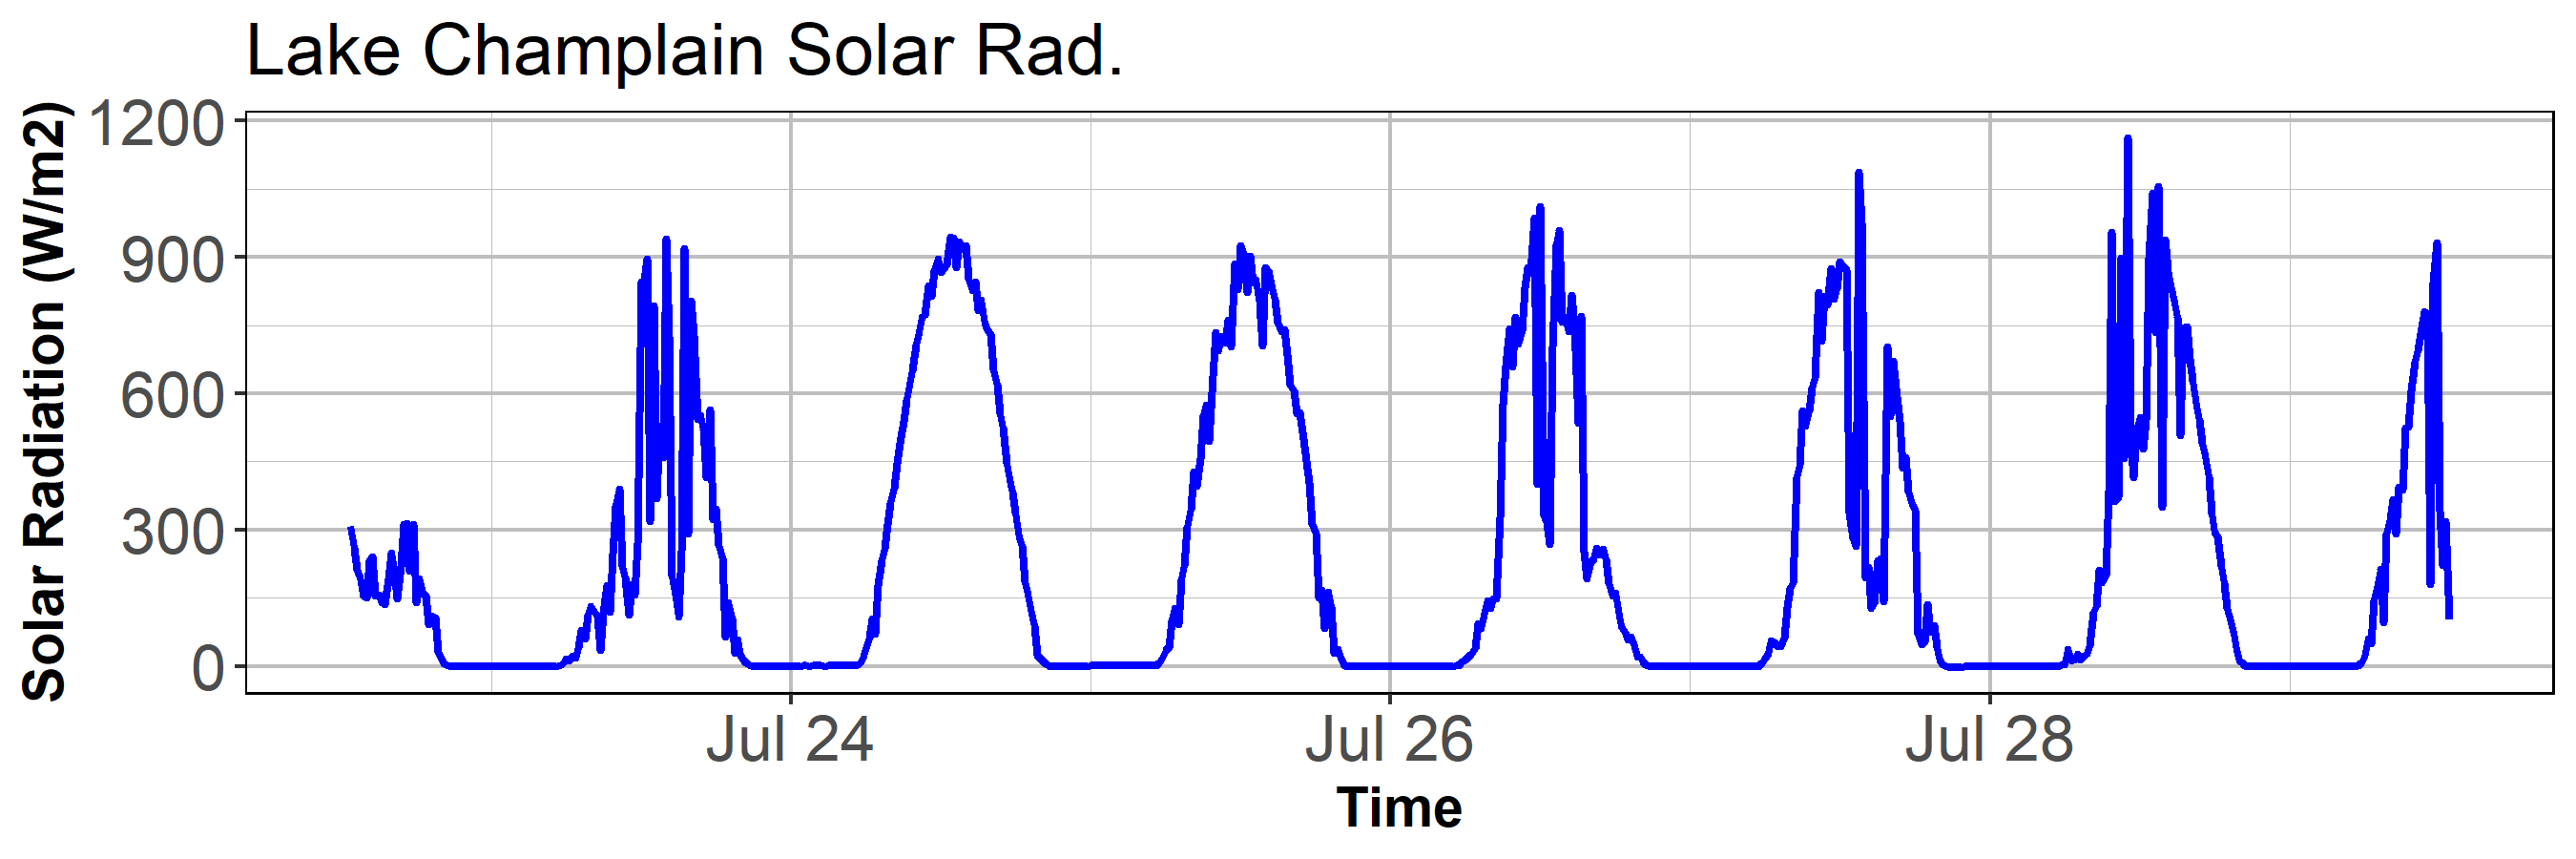 Lake Champlain Solar Rad.
Solar Radiation (W/m2)
1200
900
600
300
0
Jul 24
Jul 26
Jul 28
Time